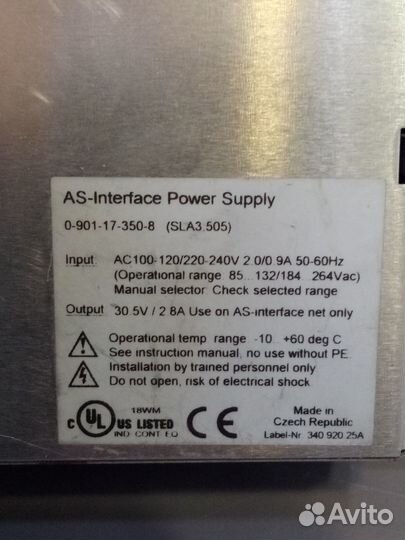 AS-Interface Power Supply
0-901-17-350-8 (SLA3.505)
Input AC100-120/220-240V 2.0/0.9A 50-60Hz
(Operational range 85...132/184...264Vac)
Manual selector: Check selected range
Output 30.5V / 2.8A Use on AS-interface net only
Operational temp. range -10...+60 deg C
See instruction manual, no use without PE
Installation by trained personnel only
Do not open, risk of electrical shock
18WM
C UL US LISTED
IND CONT EQ
CE
Made in
Czech Republic
Label-Nr 340 920 25A
Avito